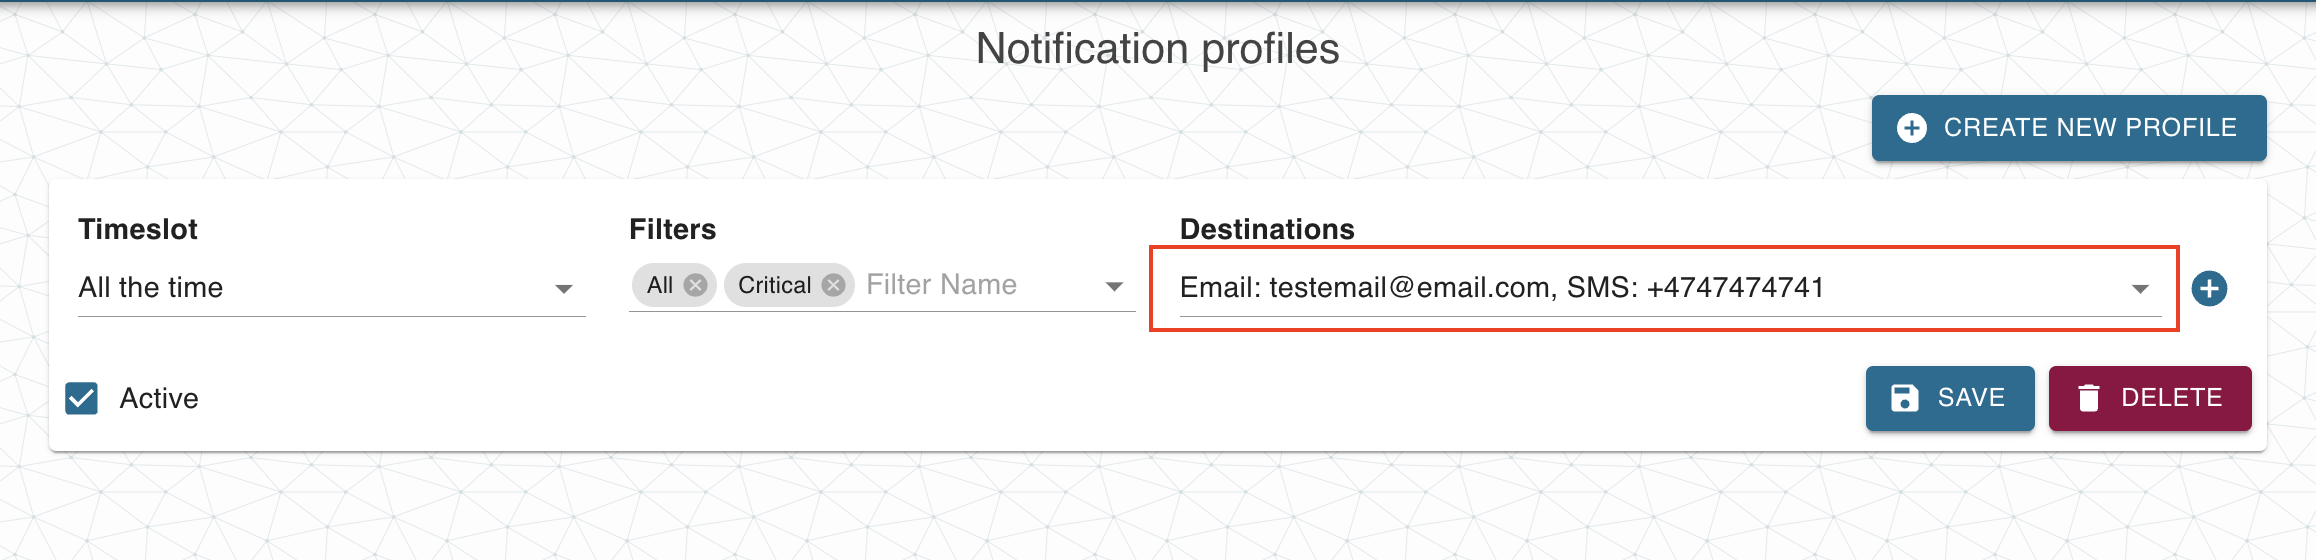 Notification profiles
CREATE NEW PROFILE
Timeslot
All the time
Filters
All Critical Filter Name
Destinations
Email: testemail@email.com, SMS: +4747474741
Active
SAVE
DELETE